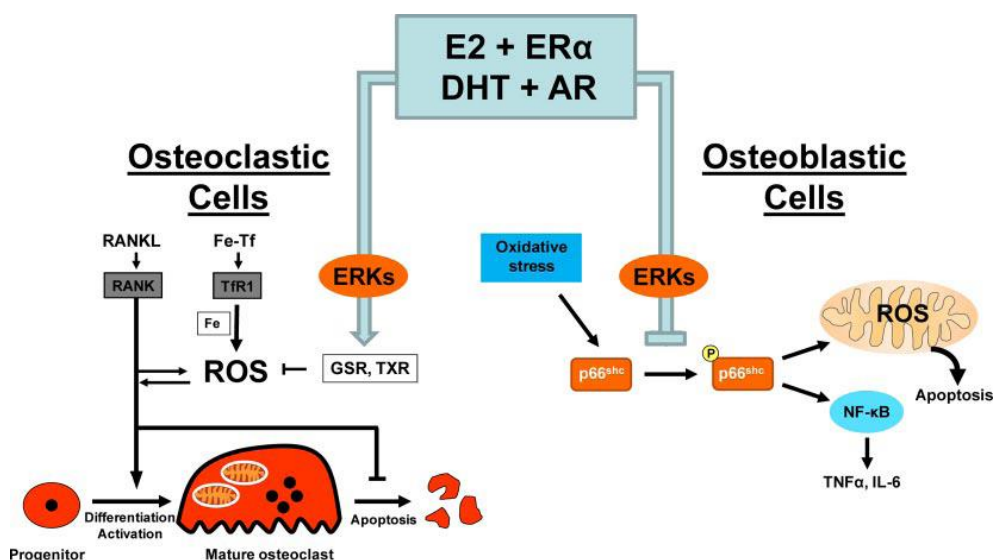 E2 + ERα
DHT + AR
Osteoclastic
Cells
Osteoblastic
Cells
RANKL
Fe-Tf
RANK
TfR1
Fe
ROS
ERKs
GSR, TXR
Progenitor
Differentiation
Activation
Mature osteoclast
Apoptosis
Oxidative
stress
ERKs
p66shc
P
p66shc
ROS
Apoptosis
NF-κB
TNFα, IL-6